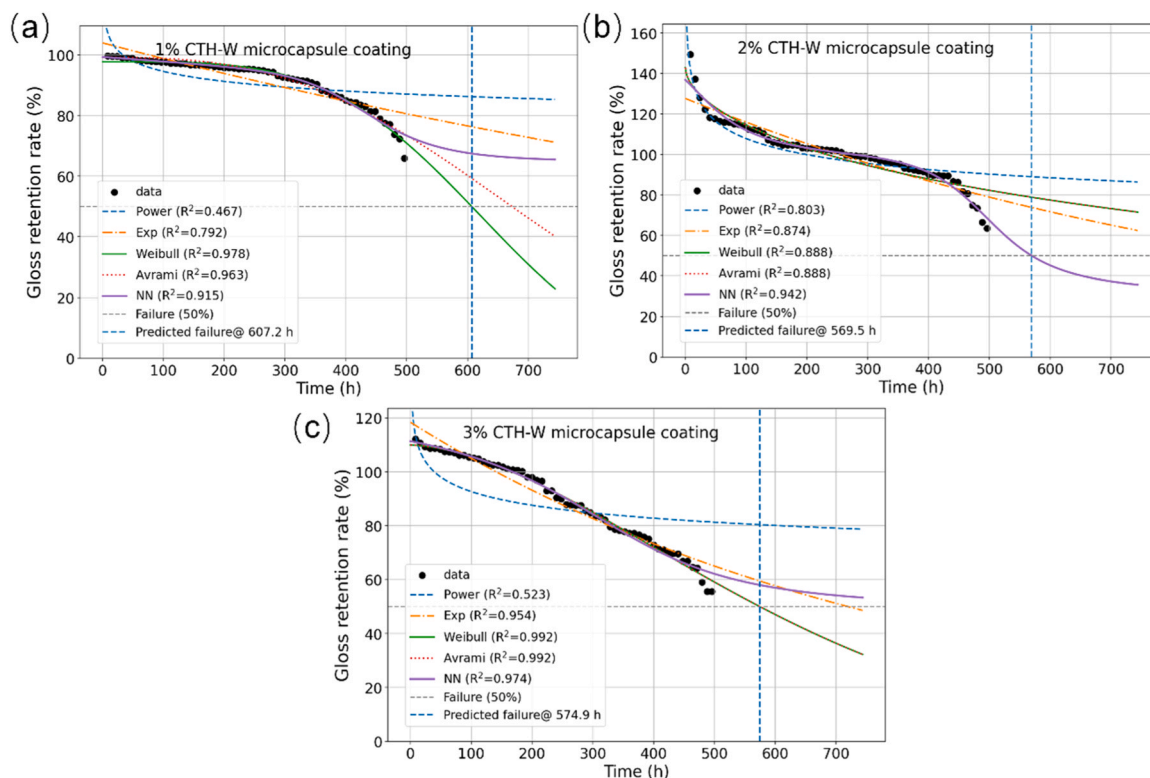 (a)
1% CTH-W microcapsule coating
Gloss retention rate (%)
100
80
60
40
20
0
data
Power (R²=0.467)
Exp (R²=0.792)
Weibull (R²=0.978)
Avrami (R²=0.963)
NN (R²=0.915)
Failure (50%)
Predicted failure@ 607.2 h
0 100 200 300 400 500 600 700
Time (h)
(b)
2% CTH-W microcapsule coating
Gloss retention rate (%)
160
140
120
100
80
60
40
20
0
data
Power (R²=0.803)
Exp (R²=0.874)
Weibull (R²=0.888)
Avrami (R²=0.888)
NN (R²=0.942)
Failure (50%)
Predicted failure@ 569.5 h
0 100 200 300 400 500 600 700
Time (h)
(c)
3% CTH-W microcapsule coating
Gloss retention rate (%)
120
100
80
60
40
20
0
data
Power (R²=0.523)
Exp (R²=0.954)
Weibull (R²=0.992)
Avrami (R²=0.992)
NN (R²=0.974)
Failure (50%)
Predicted failure@ 574.9 h
0 100 200 300 400 500 600 700
Time (h)